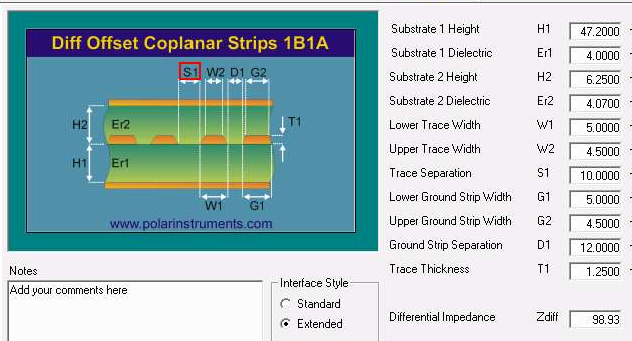 Diff Offset Coplanar Strips 1B1A
S1 W2 D1 G2
H2 Er2 T1
H1 Er1
W1 G1
www.polarinstruments.com
Notes
Add your comments here
Interface Style
Standard
Extended
Substrate 1 Height H1 47.2000
Substrate 1 Dielectric Er1 4.0000
Substrate 2 Height H2 6.2500
Substrate 2 Dielectric Er2 4.0700
Lower Trace Width W1 5.0000
Upper Trace Width W2 4.5000
Trace Separation S1 10.0000
Lower Ground Strip Width G1 5.0000
Upper Ground Strip Width G2 4.5000
Ground Strip Separation D1 12.0000
Trace Thickness T1 1.2500
Differential Impedance Zdiff 98.93